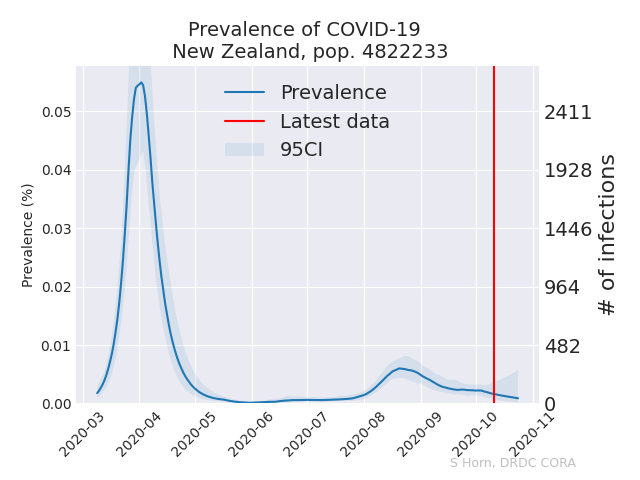 Prevalence of COVID-19
New Zealand, pop. 4822233
Prevalence
Latest data
95CI
Prevalence (%)
0.05
0.04
0.03
0.02
0.01
0.00
2411
1928
1446
964
482
0
# of infections
2020-03
2020-04
2020-05
2020-06
2020-07
2020-08
2020-09
2020-10
2020-11
S Horn, DRDC CORA